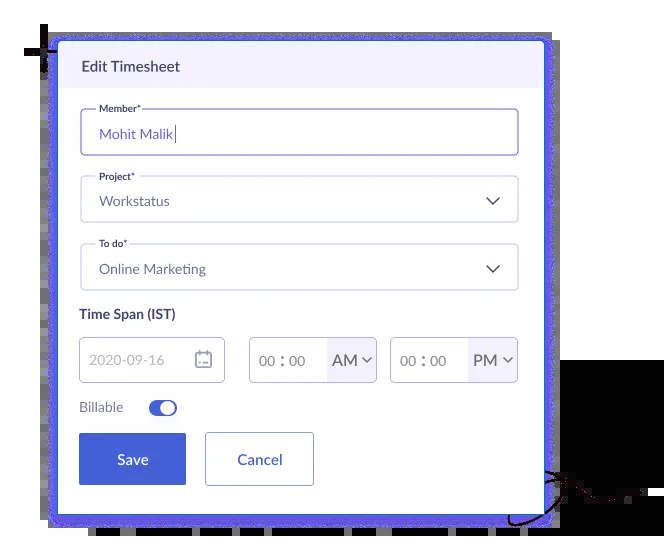 Edit Timesheet
Member*
Mohit Malik
Project*
Workstatus
To do*
Online Marketing
Time Span (IST)
2020-09-16 00 : 00 AM 00 : 00 PM
Billable
Save Cancel